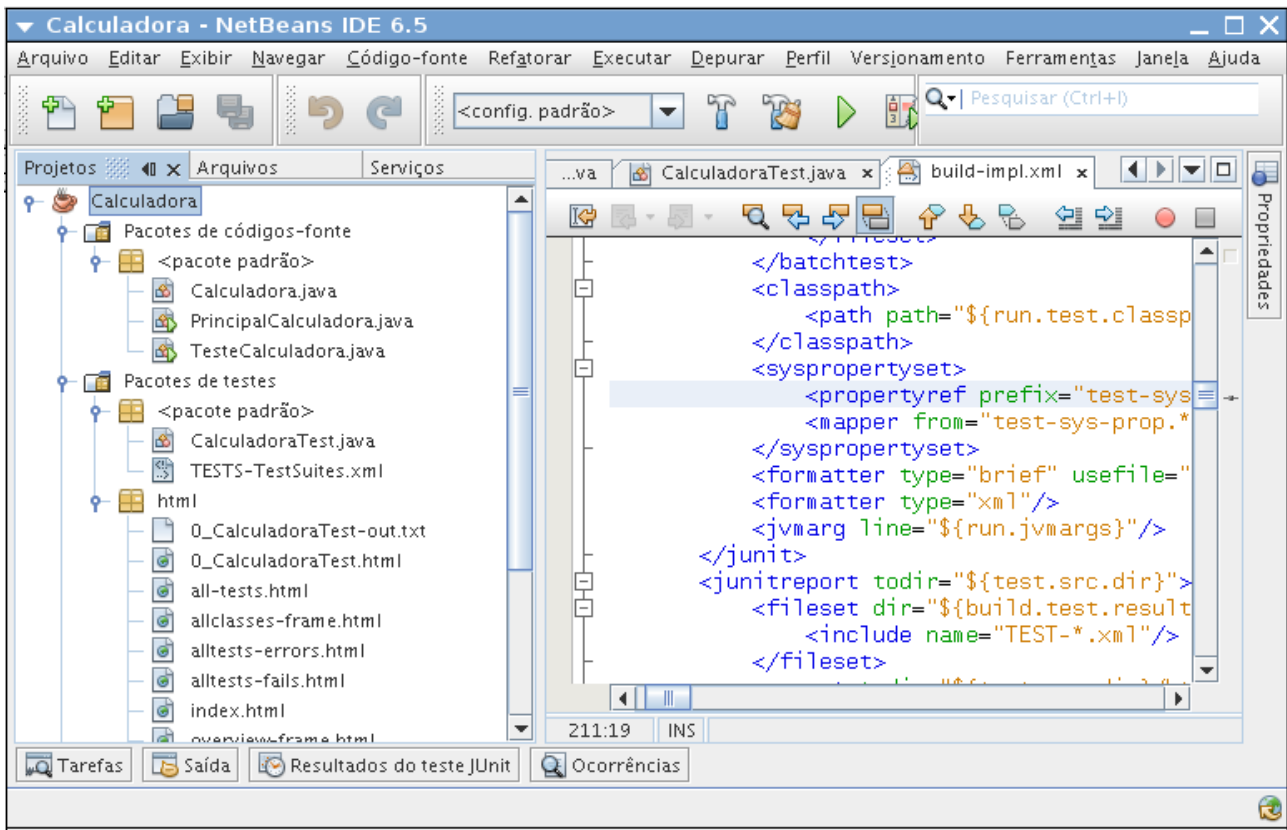 Calculadora - NetBeans IDE 6.5
Arquivo Editar Exibir Navegar Código-fonte Refatorar Executar Depurar Perfil Versionamento Ferramentas Janela Ajuda
<config. padrão>
Pesquisar (Ctrl+I)
Projetos Arquivos Serviços
Calculadora
Pacotes de códigos-fonte
<pacote padrão>
Calculadora.java
PrincipalCalculadora.java
TesteCalculadora.java
Pacotes de testes
<pacote padrão>
CalculadoraTest.java
TESTS-TestSuites.xml
html
0_CalculadoraTest-out.txt
0_CalculadoraTest.html
all-tests.html
allclasses-frame.html
alltests-errors.html
alltests-fails.html
index.html
overview-frame.html
...va CalculadoraTest.java x build-impl.xml x
</fileset>
</batchtest>
<classpath>
<path path="${run.test.classp
</classpath>
<syspropertyset>
<propertyref prefix="test-sys
<mapper from="test-sys-prop.*
</syspropertyset>
<formatter type="brief" usefile="
<formatter type="xml"/>
<jvmarg line="${run.jvmargs}"/>
</junit>
<junitreport todir="${test.src.dir}">
<fileset dir="${build.test.result
<include name="TEST-*.xml"/>
</fileset>
211:19 INS
Propriedades
Tarefas Saída Resultados do teste JUnit Ocorrências